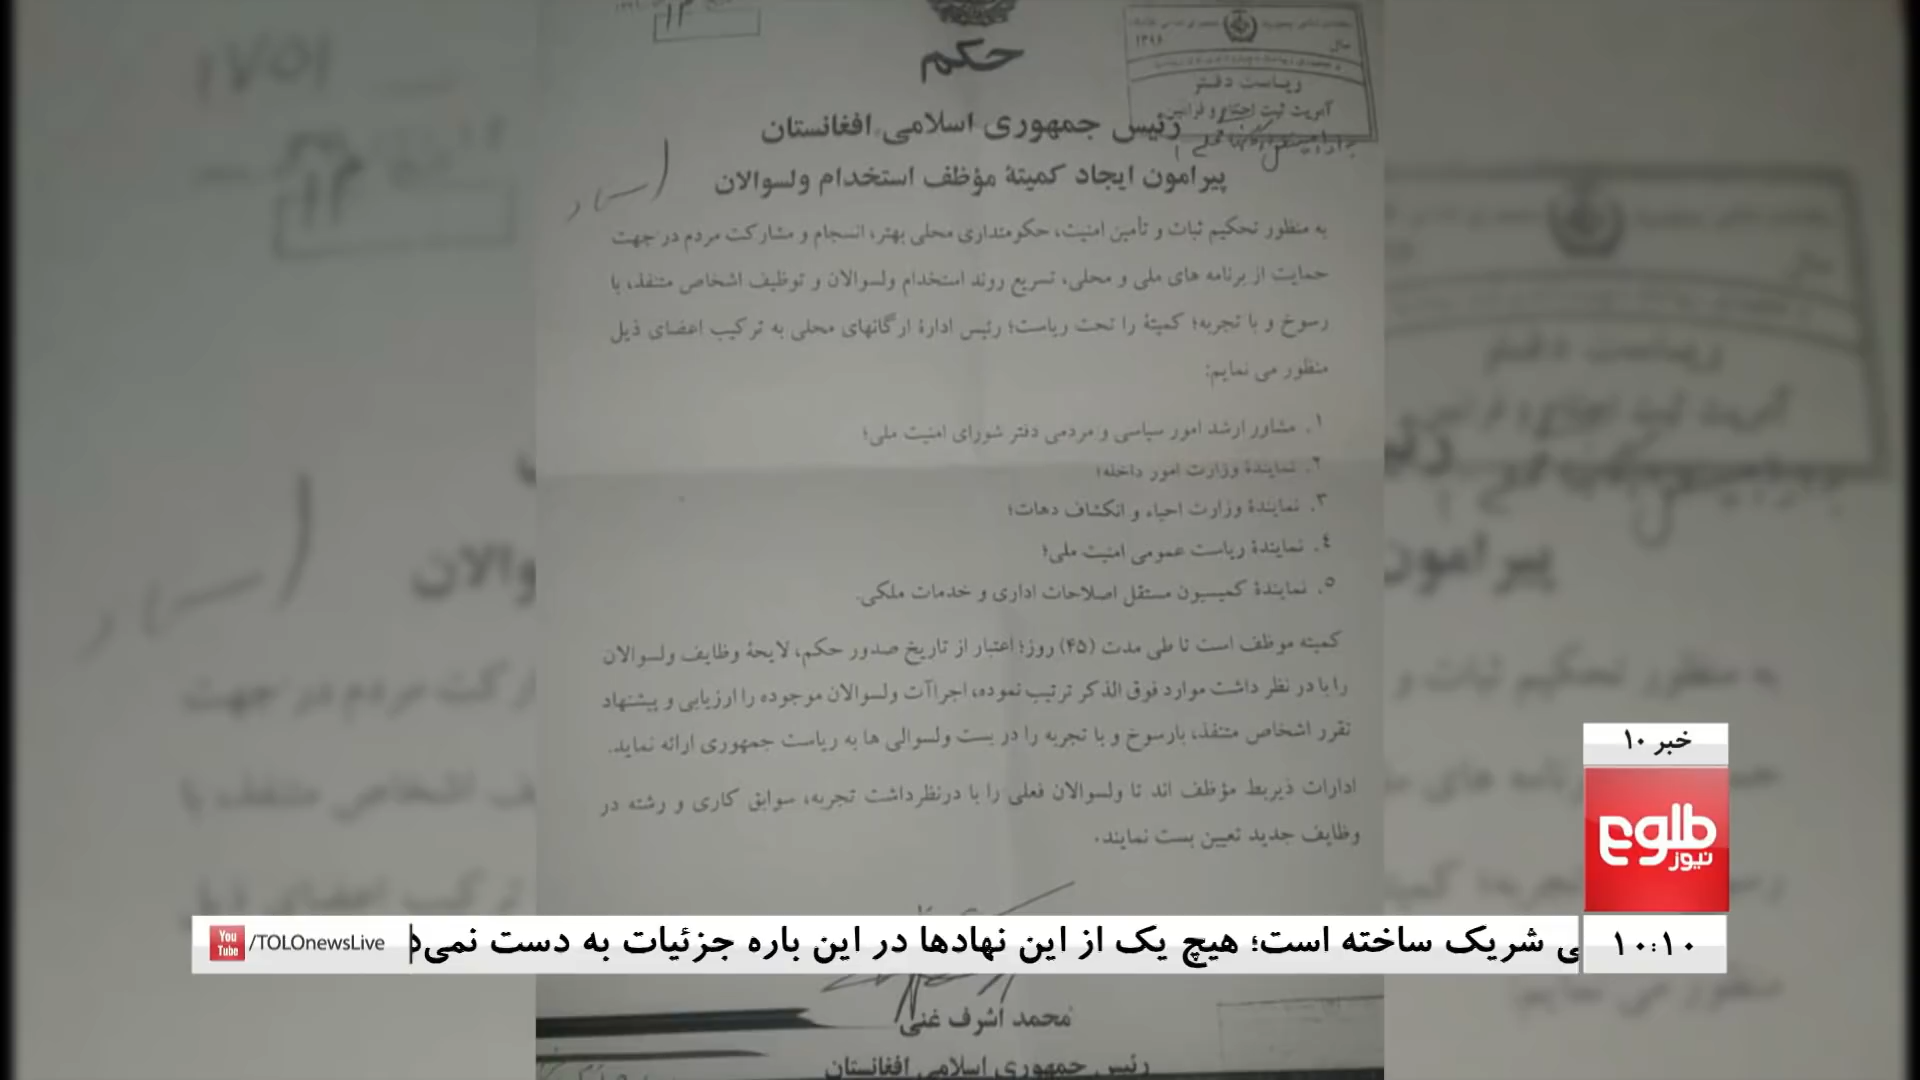 ۱۳
حکم
سال
۱۳۹۶
ریاست دفتر
آمریت ثبت احکام و فرامین
رئیس جمهوری اسلامی افغانستان
پیرامون ایجاد کمیتهٔ مؤظف استخدام ولسوالان
به منظور تحکیم ثبات و تأمین امنیت، حکومتداری محلی بهتر، انسجام و مشارکت مردم در جهت
حمایت از برنامه های ملی و محلی، تسریع روند استخدام ولسوالان و توظیف اشخاص متنفذ، با
رسوخ و با تجربه؛ کمیتهٔ را تحت ریاست؛ رئیس ادارهٔ ارگانهای محلی به ترکیب اعضای ذیل
منظور می نمایم:
۱. مشاور ارشد امور سیاسی و مردمی دفتر شورای امنیت ملی؛
۲. نمایندهٔ وزارت امور داخله؛
۳. نمایندهٔ وزارت احیاء و انکشاف دهات؛
٤. نمایندهٔ ریاست عمومی امنیت ملی؛
۵. نمایندهٔ کمیسیون مستقل اصلاحات اداری و خدمات ملکی.
کمیته موظف است تا طی مدت (۴۵) روز؛ اعتبار از تاریخ صدور حکم، لایحهٔ وظایف ولسوالان
را با در نظر داشت موارد فوق الذکر ترتیب نموده، اجراآت ولسوالان موجوده را ارزیابی و پیشنهاد
تقرر اشخاص متنفذ، بارسوخ و با تجربه را در بست ولسوالی ها به ریاست جمهوری ارائه نماید.
ادارات ذیربط مؤظف اند تا ولسوالان فعلی را با درنظرداشت تجربه، سوابق کاری و رشته در
وظایف جدید تعیین بست نمایند.
محمد اشرف غنی
رئیس جمهوری اسلامی افغانستان
خبر ۱۰
طلوع
نیوز
۱۰:۱۰
ی شریک ساخته است؛ هیچ یک از این نهادها در این باره جزئیات به دست نمی‌د
You Tube /TOLOnewsLive